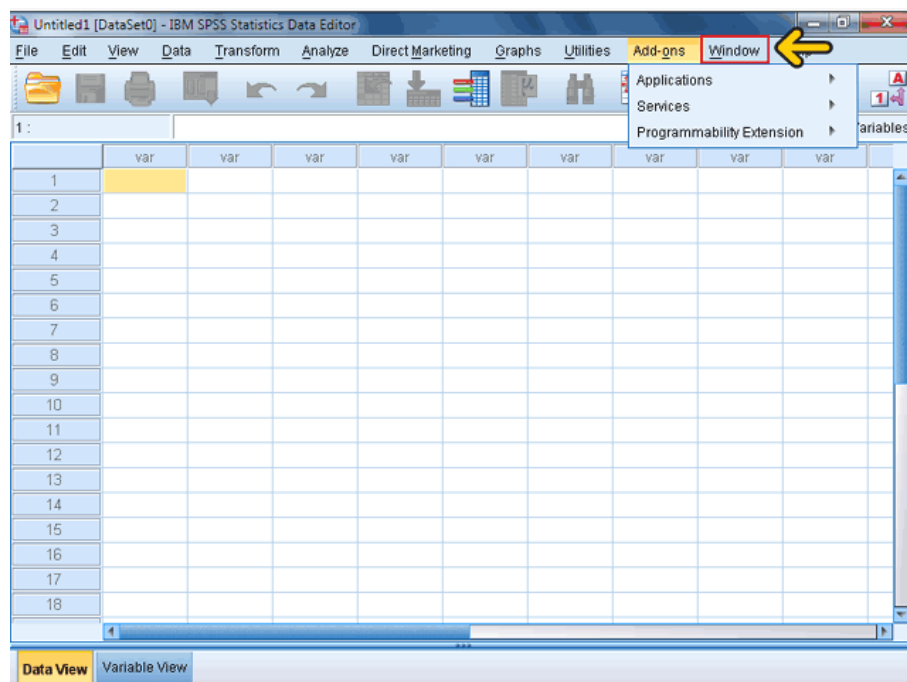 Untitled1 [DataSet0] - IBM SPSS Statistics Data Editor
File Edit View Data Transform Analyze Direct Marketing Graphs Utilities Add-ons Window
Applications
Services
Programmability Extension
1 :
var var var var var var var var var
1
2
3
4
5
6
7
8
9
10
11
12
13
14
15
16
17
18
Data View Variable View